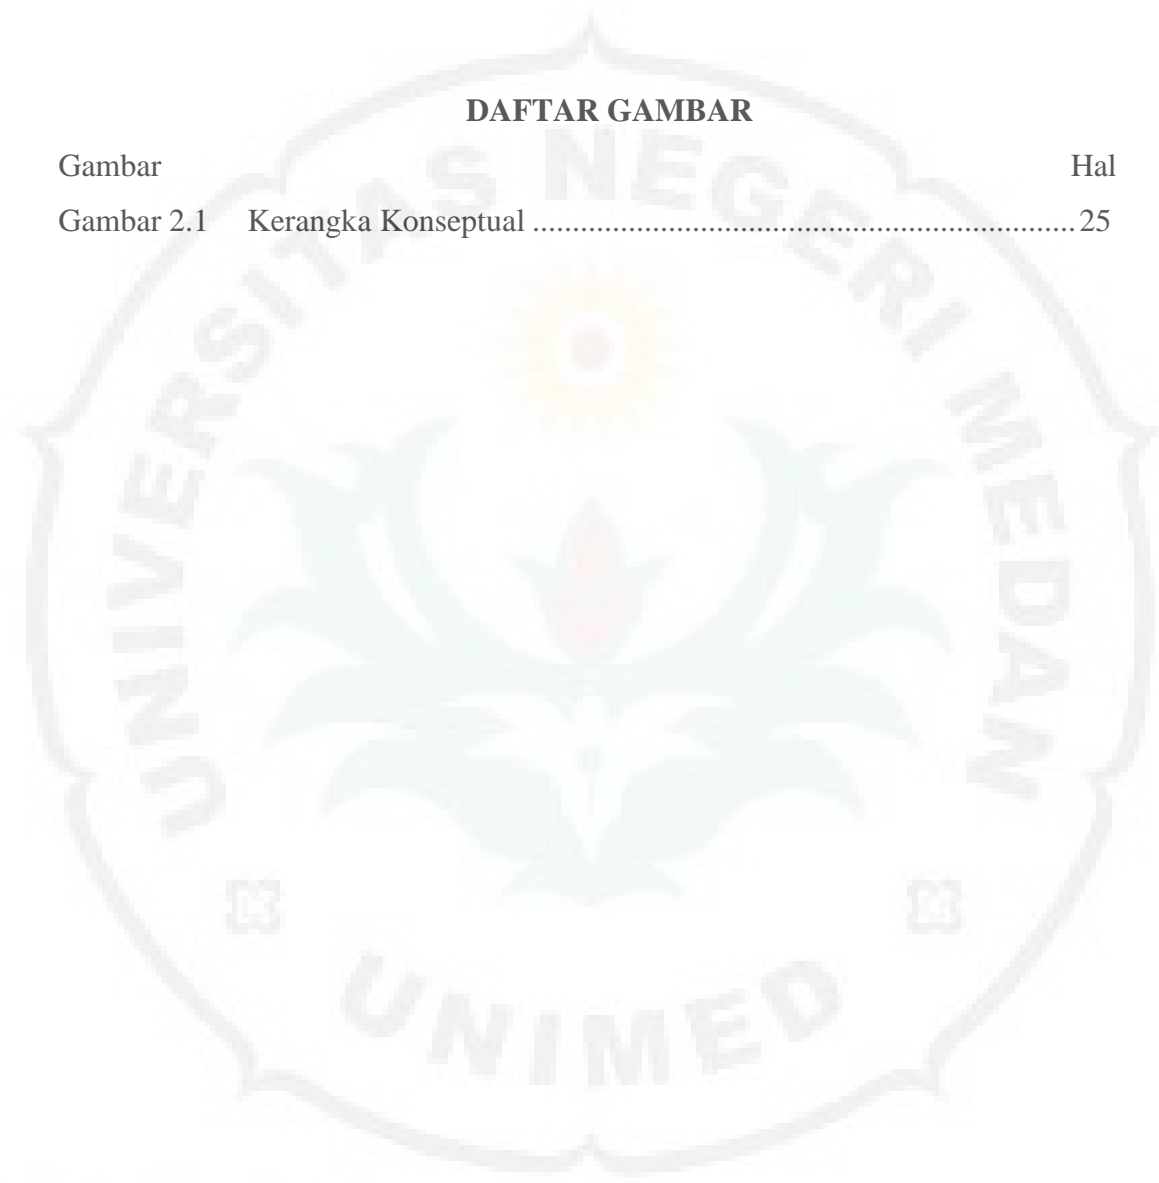 DAFTAR GAMBAR
Gambar Hal
Gambar 2.1 Kerangka Konseptual ..................................................................... 25
UNIVERSITAS NEGERI MEDAN
UNIMED